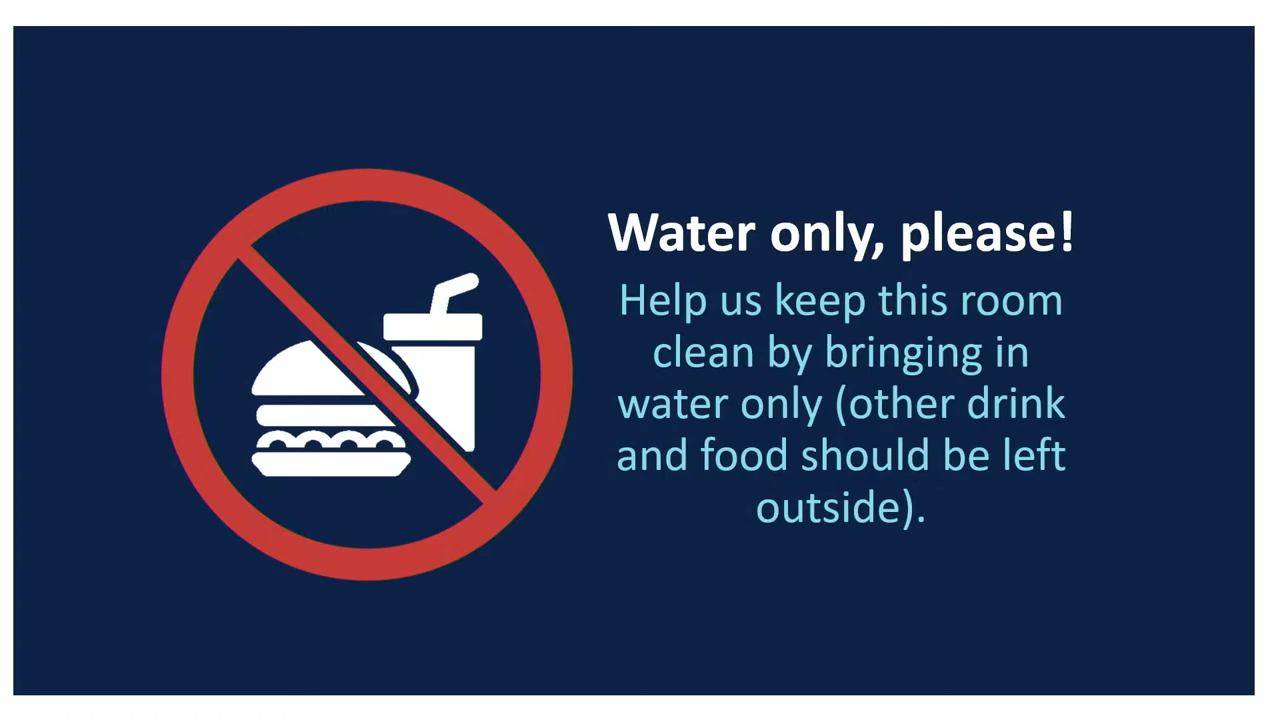 Water only, please!
Help us keep this room
clean by bringing in
water only (other drink
and food should be left
outside).